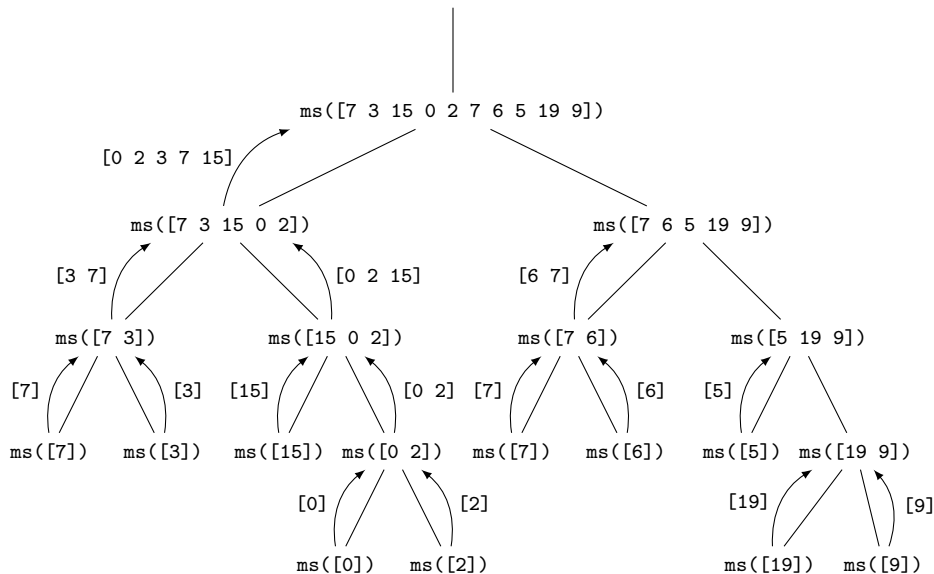 ms([7 3 15 0 2 7 6 5 19 9])
[0 2 3 7 15]
ms([7 3 15 0 2])
ms([7 6 5 19 9])
[3 7]
[0 2 15]
[6 7]
ms([7 3])
ms([15 0 2])
ms([7 6])
ms([5 19 9])
[7]
[3]
[15]
[0 2]
[7]
[6]
[5]
ms([7])
ms([3])
ms([15])
ms([0 2])
ms([7])
ms([6])
ms([5])
ms([19 9])
[0]
[2]
[19]
[9]
ms([0])
ms([2])
ms([19])
ms([9])